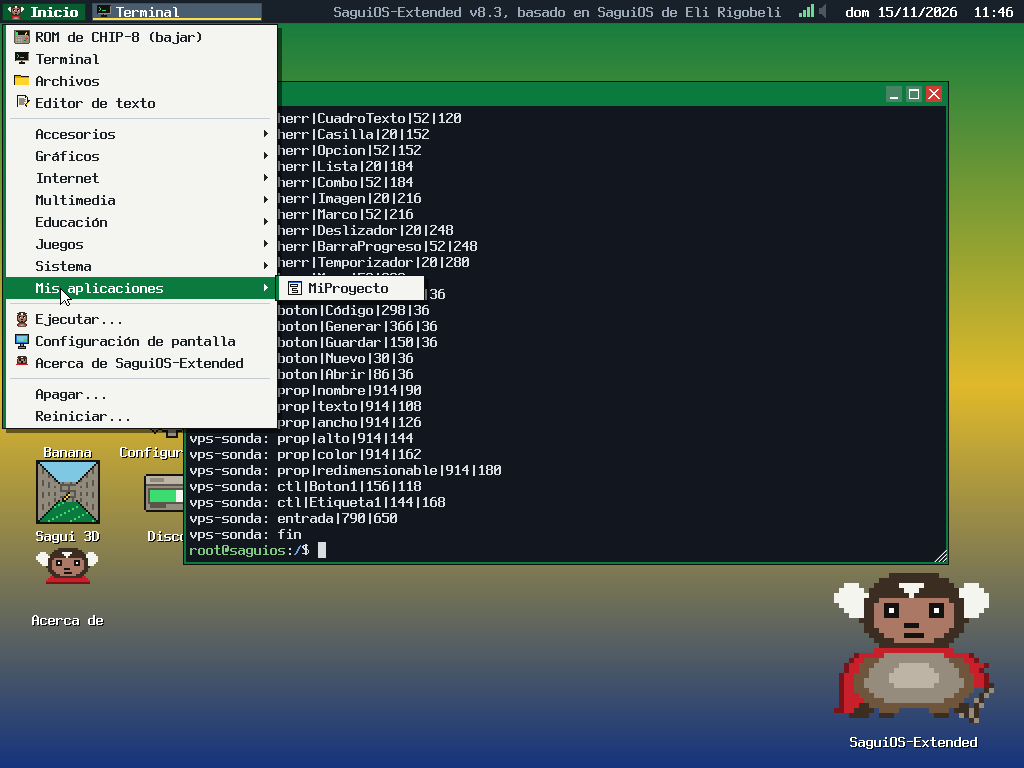 Inicio
Terminal
SaguiOS-Extended v8.3, basado en SaguiOS de Eli Rigobeli
dom 15/11/2026 11:46
ROM de CHIP-8 (bajar)
Terminal
Archivos
Editor de texto
Accesorios
Gráficos
Internet
Multimedia
Educación
Juegos
Sistema
Mis aplicaciones
MiProyecto
Ejecutar...
Configuración de pantalla
Acerca de SaguiOS-Extended
Apagar...
Reiniciar...
herr|CuadroTexto|52|120
herr|Casilla|20|152
herr|Opcion|52|152
herr|Lista|20|184
herr|Combo|52|184
herr|Imagen|20|216
herr|Marco|52|216
herr|Deslizador|20|248
herr|BarraProgreso|52|248
herr|Temporizador|20|280
|36
boton|Código|298|36
boton|Generar|366|36
boton|Guardar|150|36
boton|Nuevo|30|36
boton|Abrir|86|36
prop|nombre|914|90
prop|texto|914|108
prop|ancho|914|126
vps-sonda: prop|alto|914|144
vps-sonda: prop|color|914|162
vps-sonda: prop|redimensionable|914|180
vps-sonda: ctl|Boton1|156|118
vps-sonda: ctl|Etiqueta1|144|168
vps-sonda: entrada|790|650
vps-sonda: fin
root@saguios:/$
Banana
Configur
Sagui 3D
Disco
Acerca de
SaguiOS-Extended